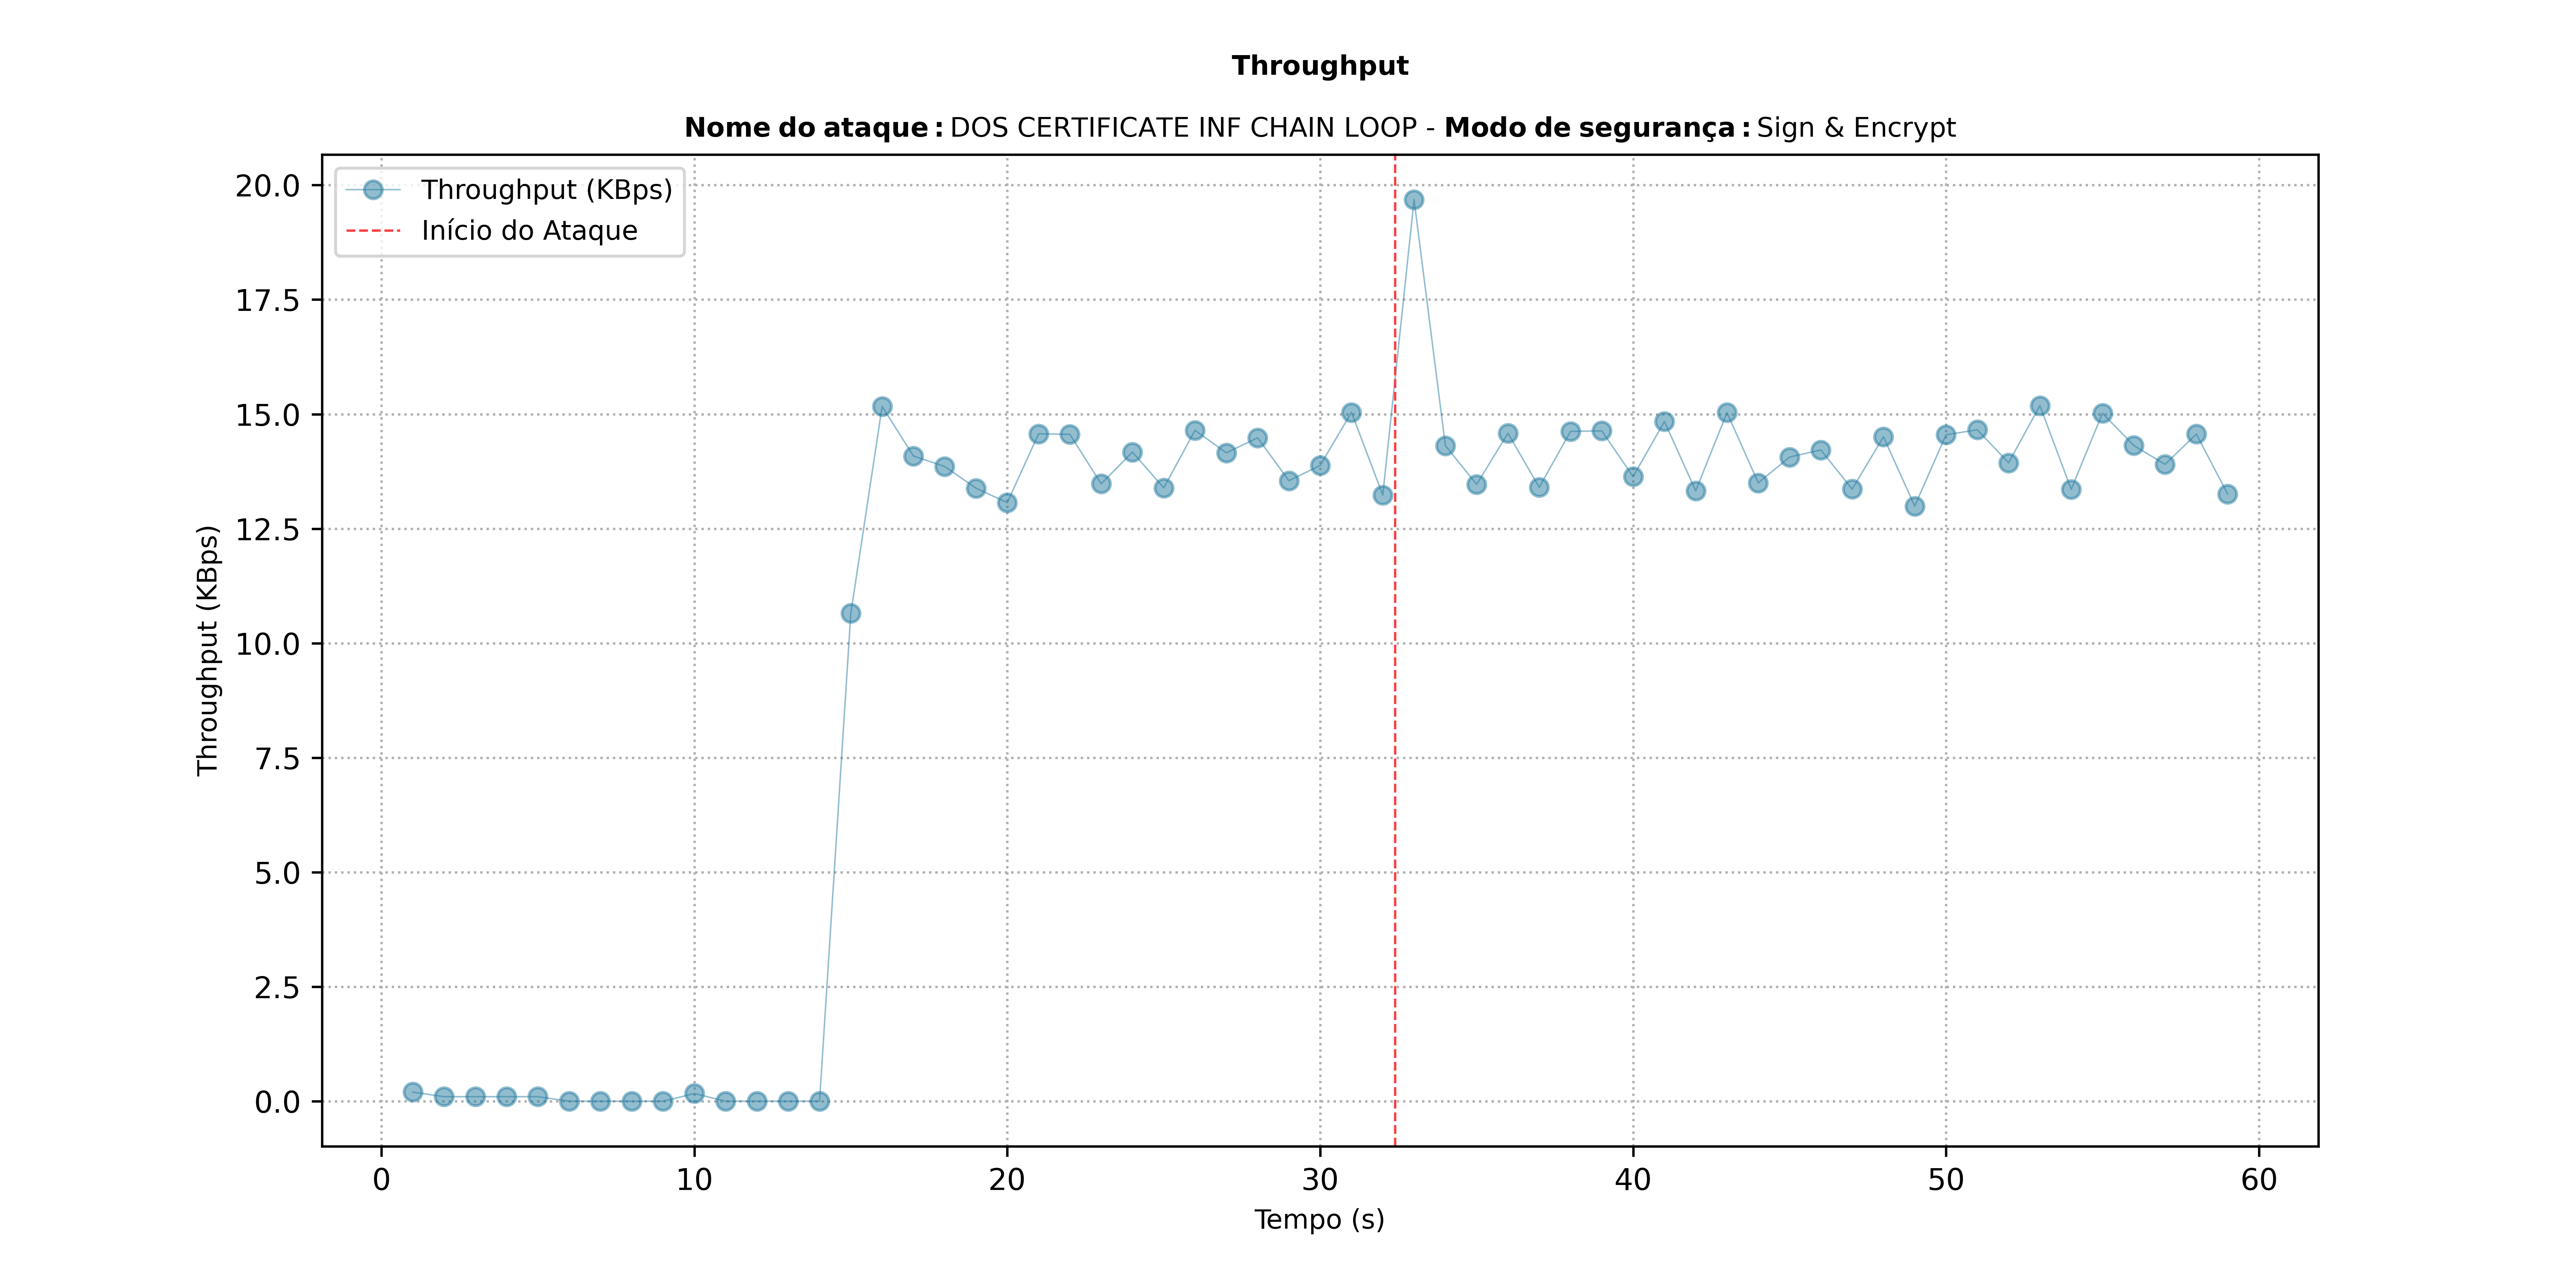 Throughput
Nome do ataque: DOS CERTIFICATE INF CHAIN LOOP - Modo de segurança: Sign & Encrypt
Throughput (KBps)
Início do Ataque
20.0
17.5
15.0
12.5
10.0
7.5
5.0
2.5
0.0
Throughput (KBps)
0 10 20 30 40 50 60
Tempo (s)